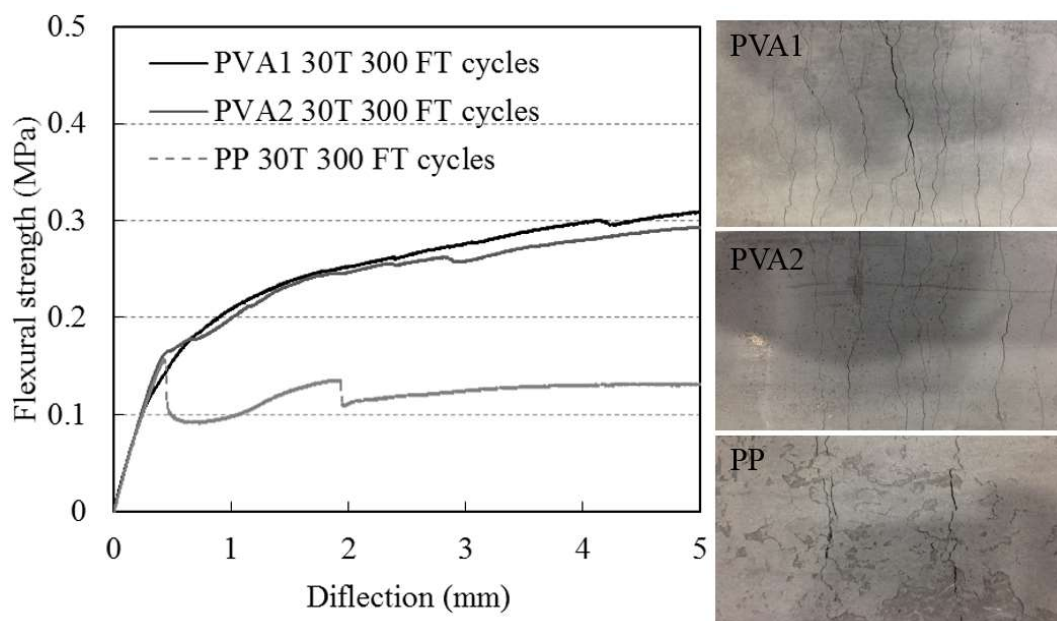 0.5
0.4
0.3
0.2
0.1
0
Flexural strength (MPa)
PVA1 30T 300 FT cycles
PVA2 30T 300 FT cycles
PP 30T 300 FT cycles
0 1 2 3 4 5
Diflection (mm)
PVA1
PVA2
PP